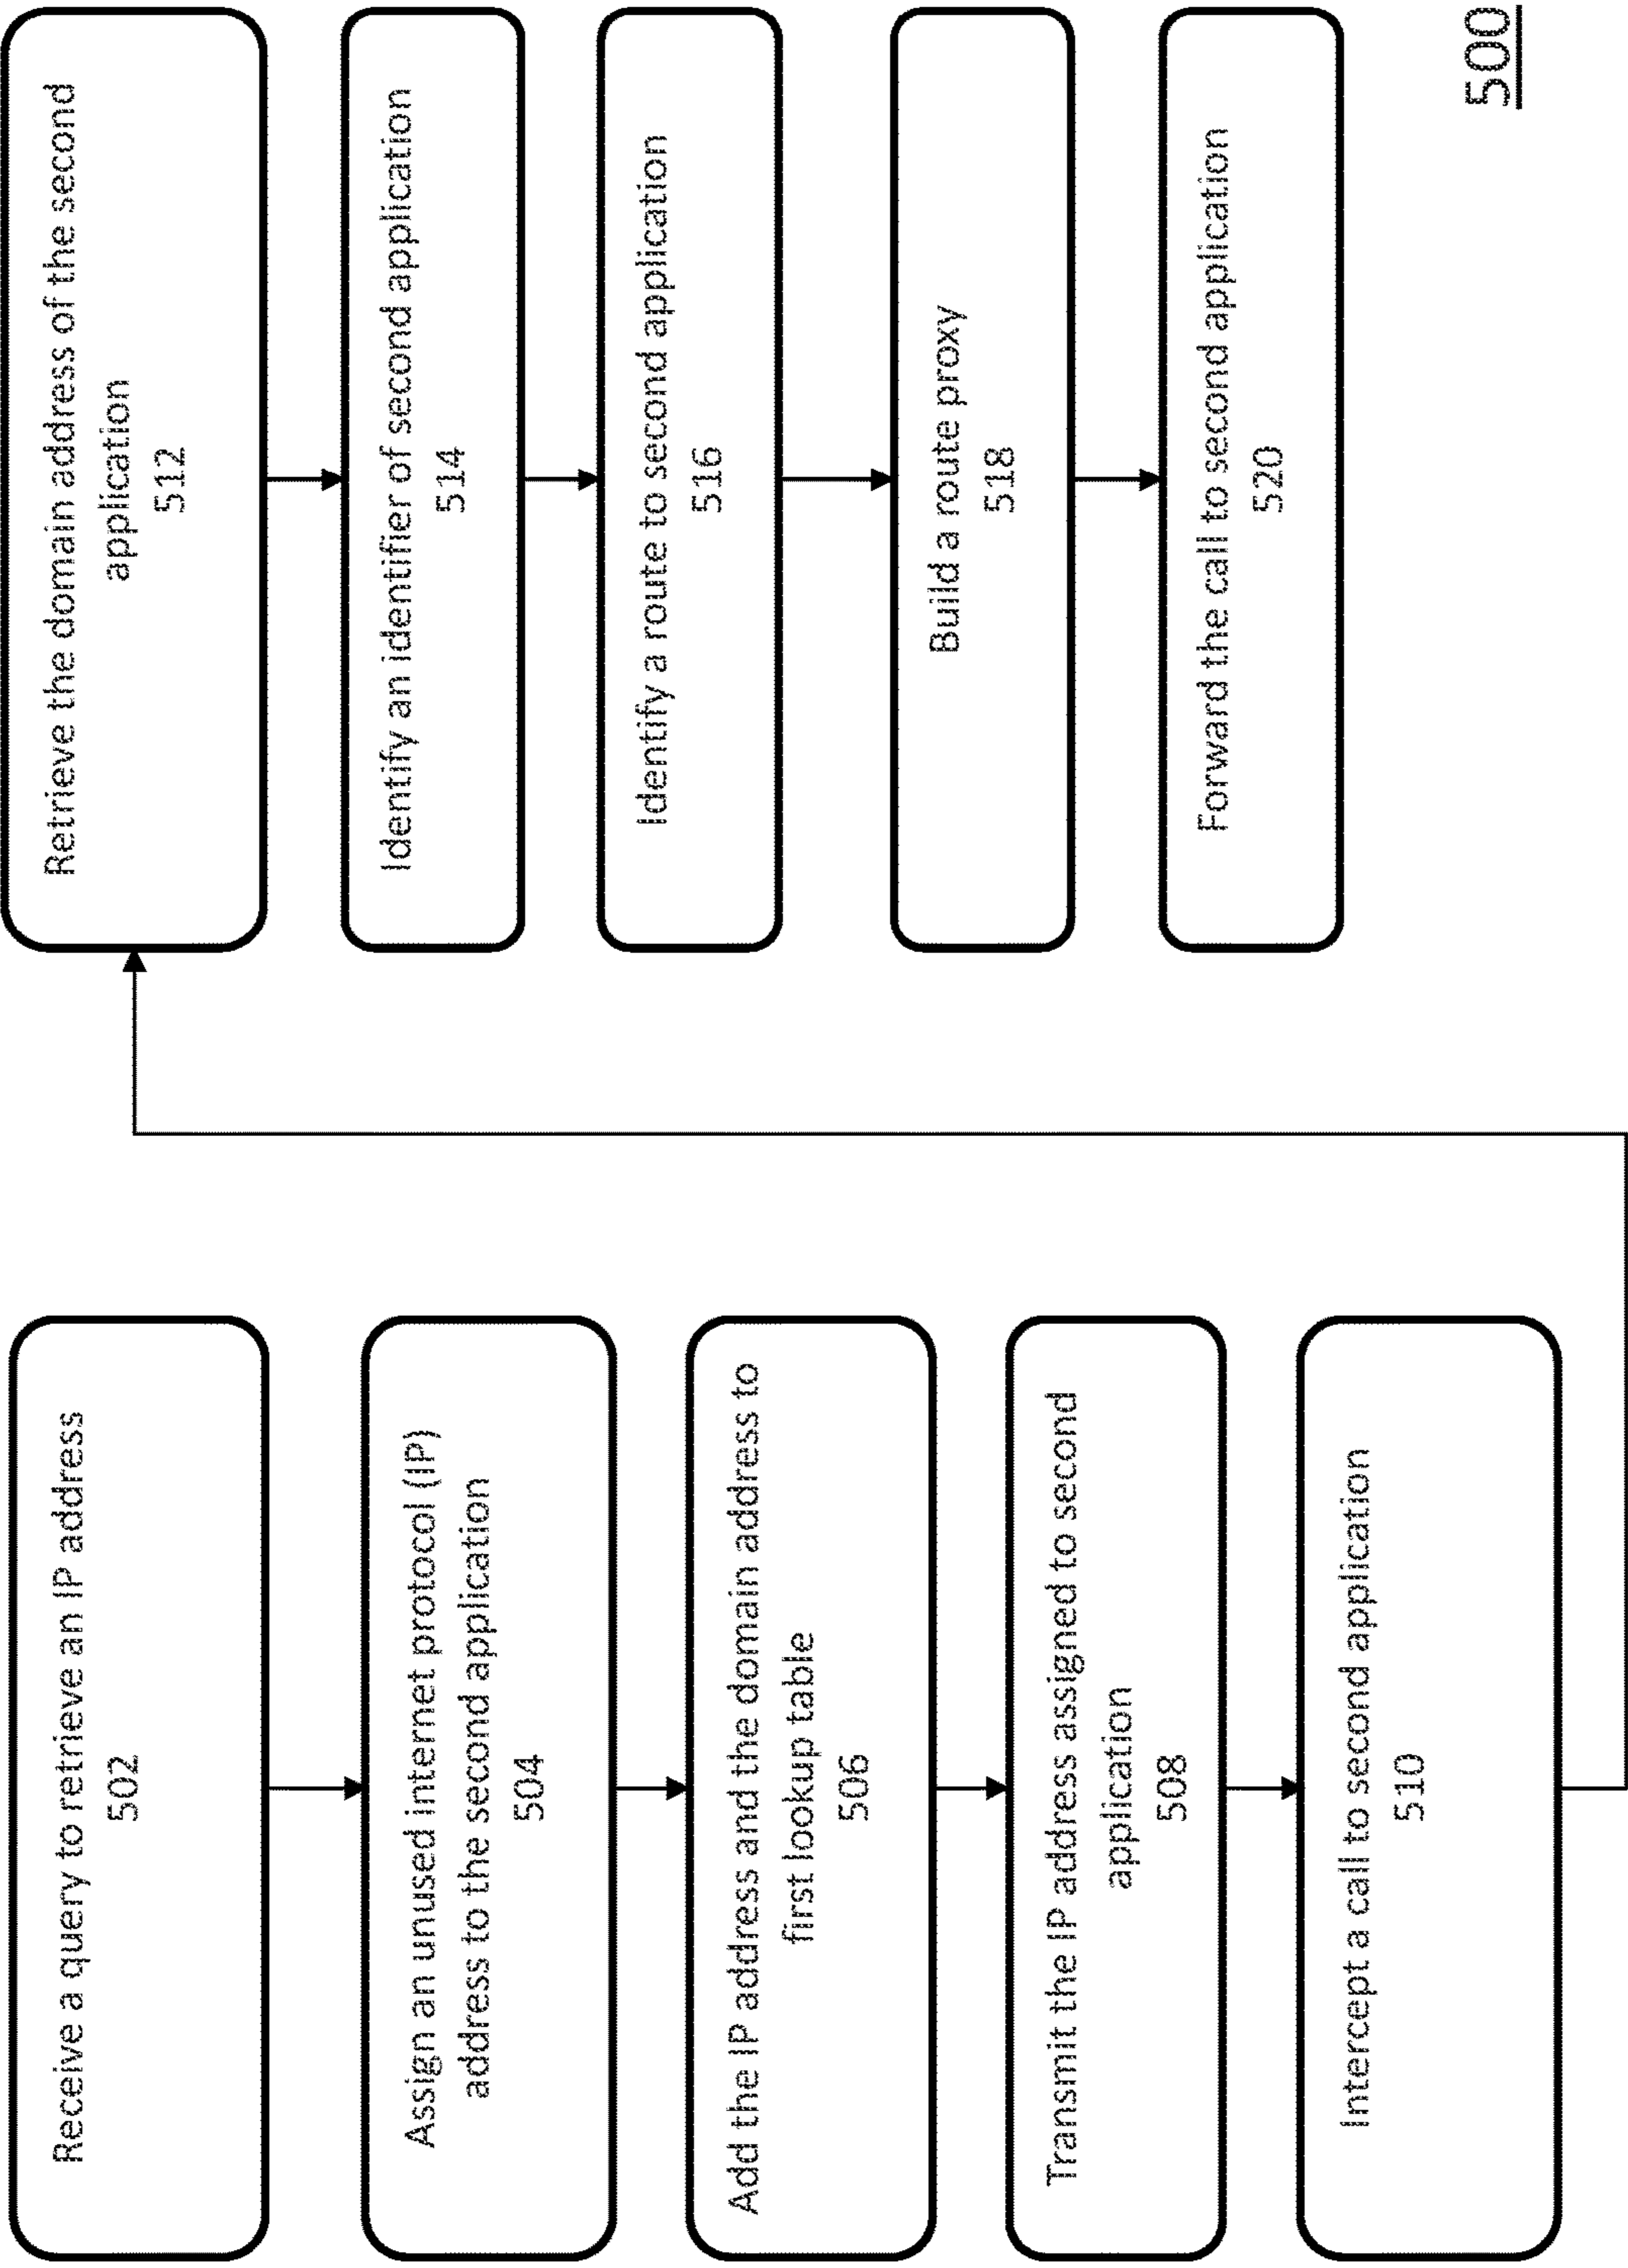 Receive a query to retrieve an IP address
502
Assign an unused internet protocol (IP)
address to the second application
504
Add the IP address and the domain address to
first lookup table
506
Transmit the IP address assigned to second
application
508
Intercept a call to second application
510
Retrieve the domain address of the second
application
512
Identify an identifier of second application
514
Identify a route to second application
516
Build a route proxy
518
Forward the call to second application
520
500